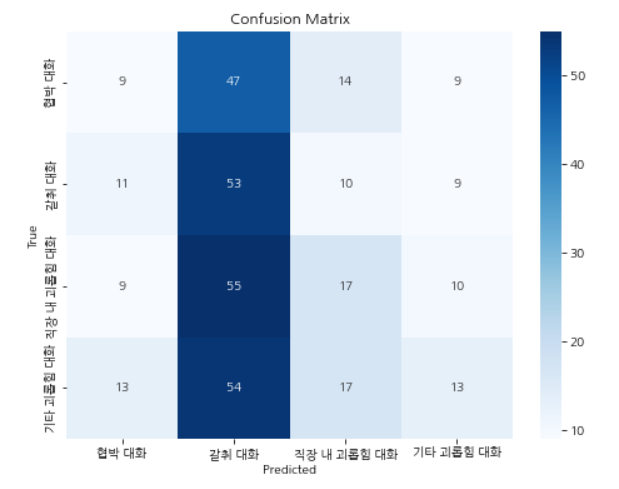 Confusion Matrix
협박 대화
9
47
14
9
갈취 대화
11
53
10
9
직장 내 괴롭힘 대화
9
55
17
10
기타 괴롭힘 대화
13
54
17
13
True
협박 대화
갈취 대화
직장 내 괴롭힘 대화
기타 괴롭힘 대화
Predicted
50
40
30
20
10